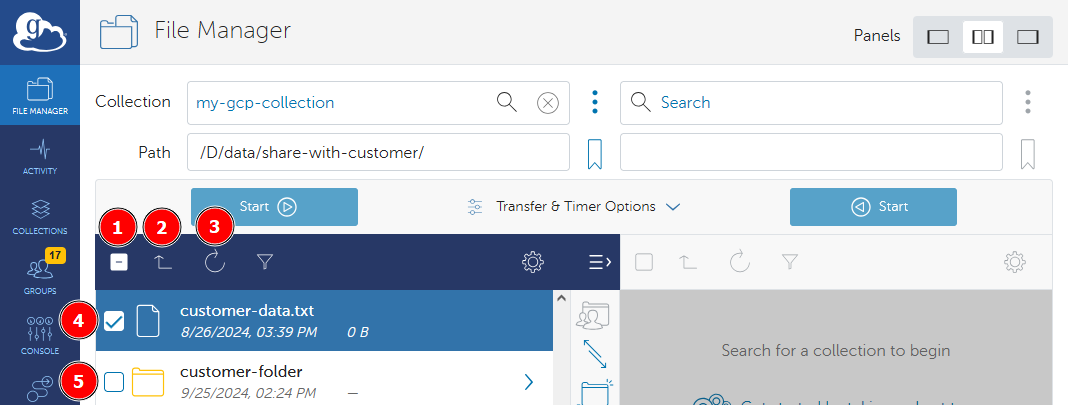 g
File Manager
Panels
FILE MANAGER
Collection
my-gcp-collection
Search
Path
/D/data/share-with-customer/
ACTIVITY
Start
Transfer & Timer Options
Start
COLLECTIONS
1
2
3
17
GROUPS
4
customer-data.txt
8/26/2024, 03:39 PM 0 B
CONSOLE
Search for a collection to begin
5
customer-folder
9/25/2024, 02:24 PM —